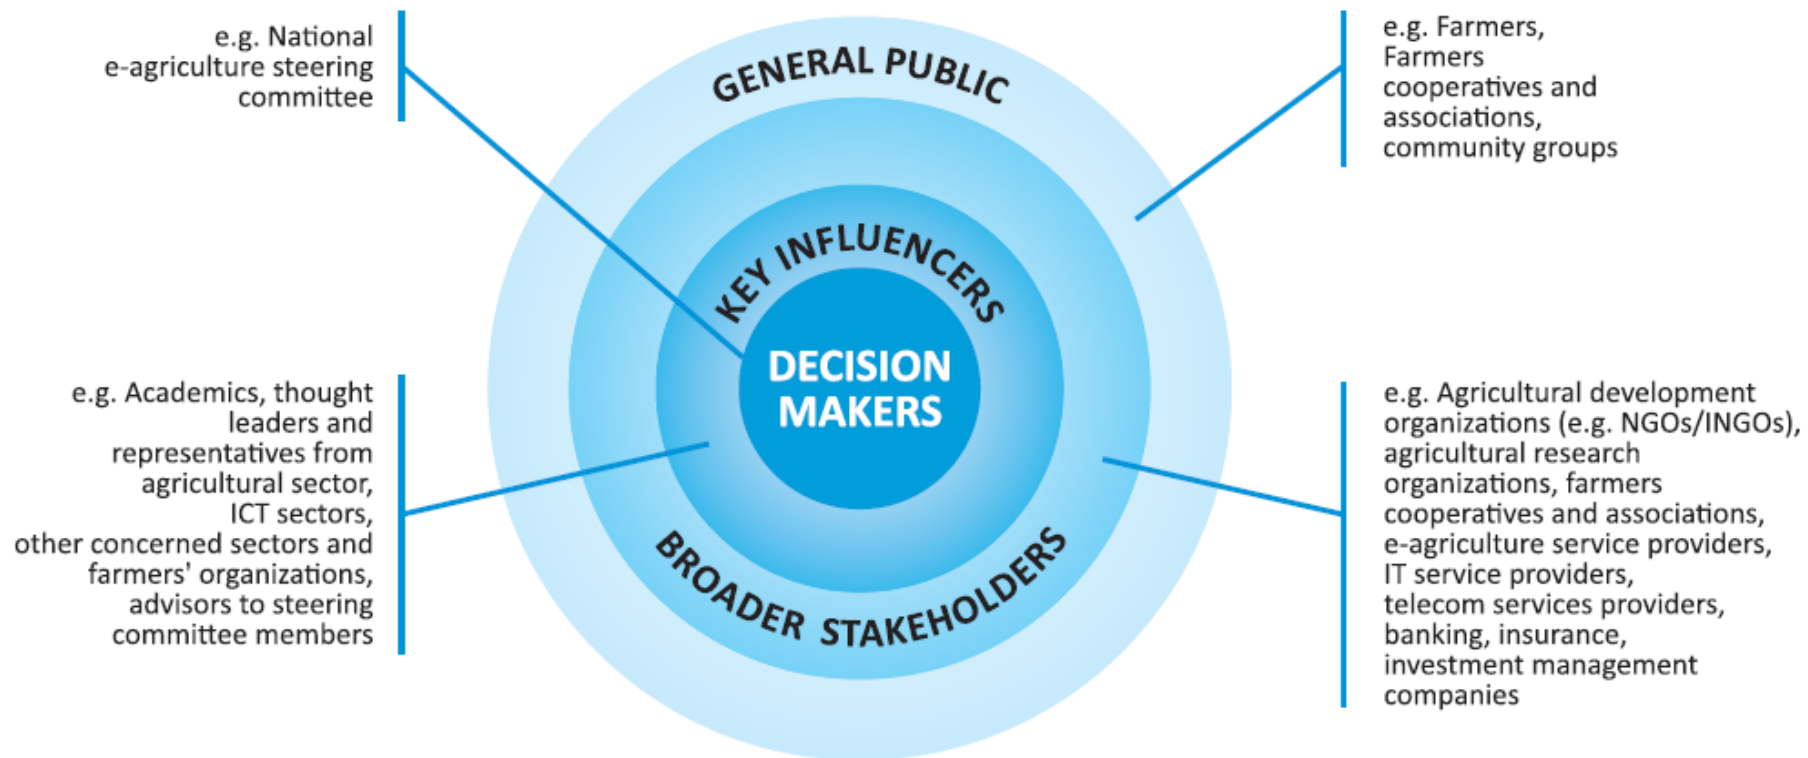 e.g. National
e-agriculture steering
committee
GENERAL PUBLIC
e.g. Farmers,
Farmers
cooperatives and
associations,
community groups
KEY INFLUENCERS
DECISION
MAKERS
BROADER STAKEHOLDERS
e.g. Academics, thought
leaders and
representatives from
agricultural sector,
ICT sectors,
other concerned sectors and
farmers' organizations,
advisors to steering
committee members
e.g. Agricultural development
organizations (e.g. NGOs/INGOs),
agricultural research
organizations, farmers
cooperatives and associations,
e-agriculture service providers,
IT service providers,
telecom services providers,
banking, insurance,
investment management
companies